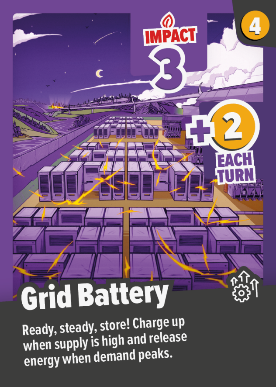 4
IMPACT
3
+2
EACH
TURN
Grid Battery
Ready, steady, store! Charge up
when supply is high and release
energy when demand peaks.